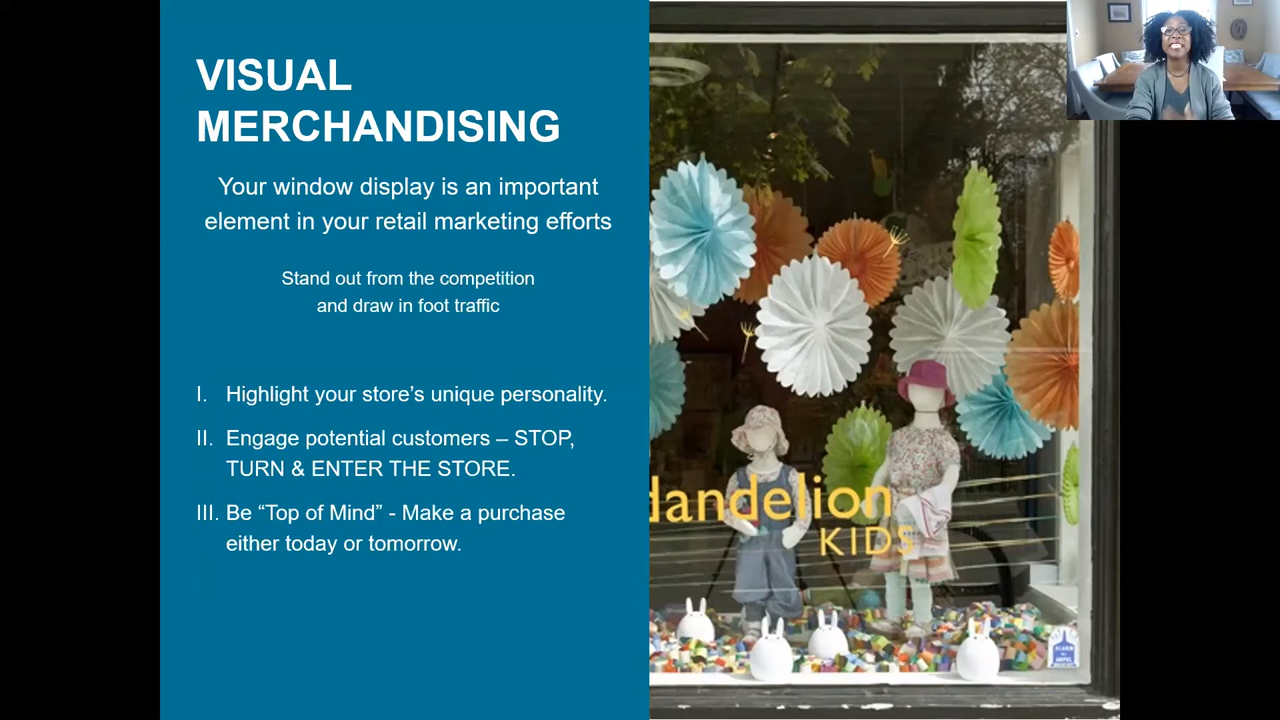 VISUAL
MERCHANDISING
Your window display is an important
element in your retail marketing efforts
Stand out from the competition
and draw in foot traffic
I. Highlight your store’s unique personality.
II. Engage potential customers – STOP,
TURN & ENTER THE STORE.
III. Be “Top of Mind” - Make a purchase
either today or tomorrow.
dandelion
KIDS
ALARM